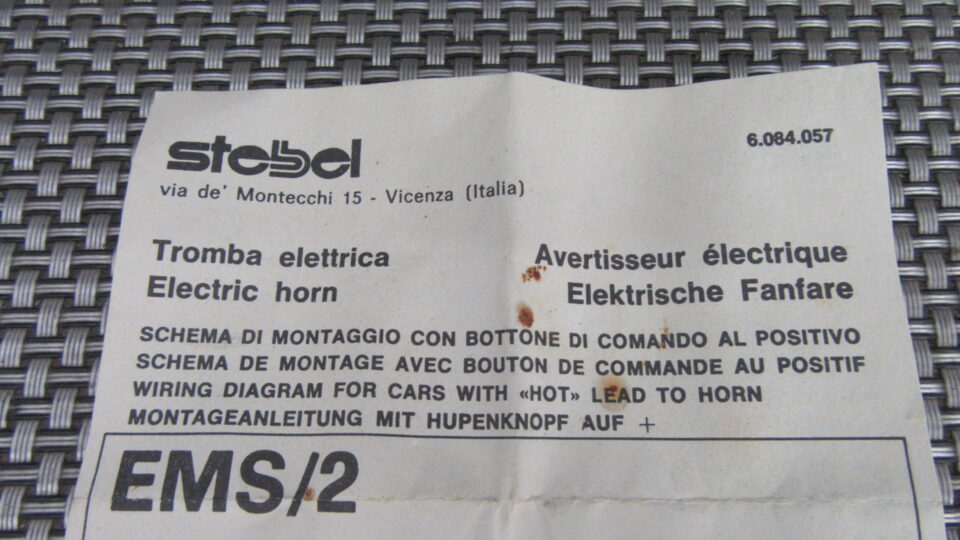 stebel
6.084.057
via de' Montecchi 15 - Vicenza (Italia)
Tromba elettrica
Electric horn
Avertisseur électrique
Elektrische Fanfare
SCHEMA DI MONTAGGIO CON BOTTONE DI COMANDO AL POSITIVO
SCHEMA DE MONTAGE AVEC BOUTON DE COMMANDE AU POSITIF
WIRING DIAGRAM FOR CARS WITH «HOT» LEAD TO HORN
MONTAGEANLEITUNG MIT HUPENKNOPF AUF +
EMS/2